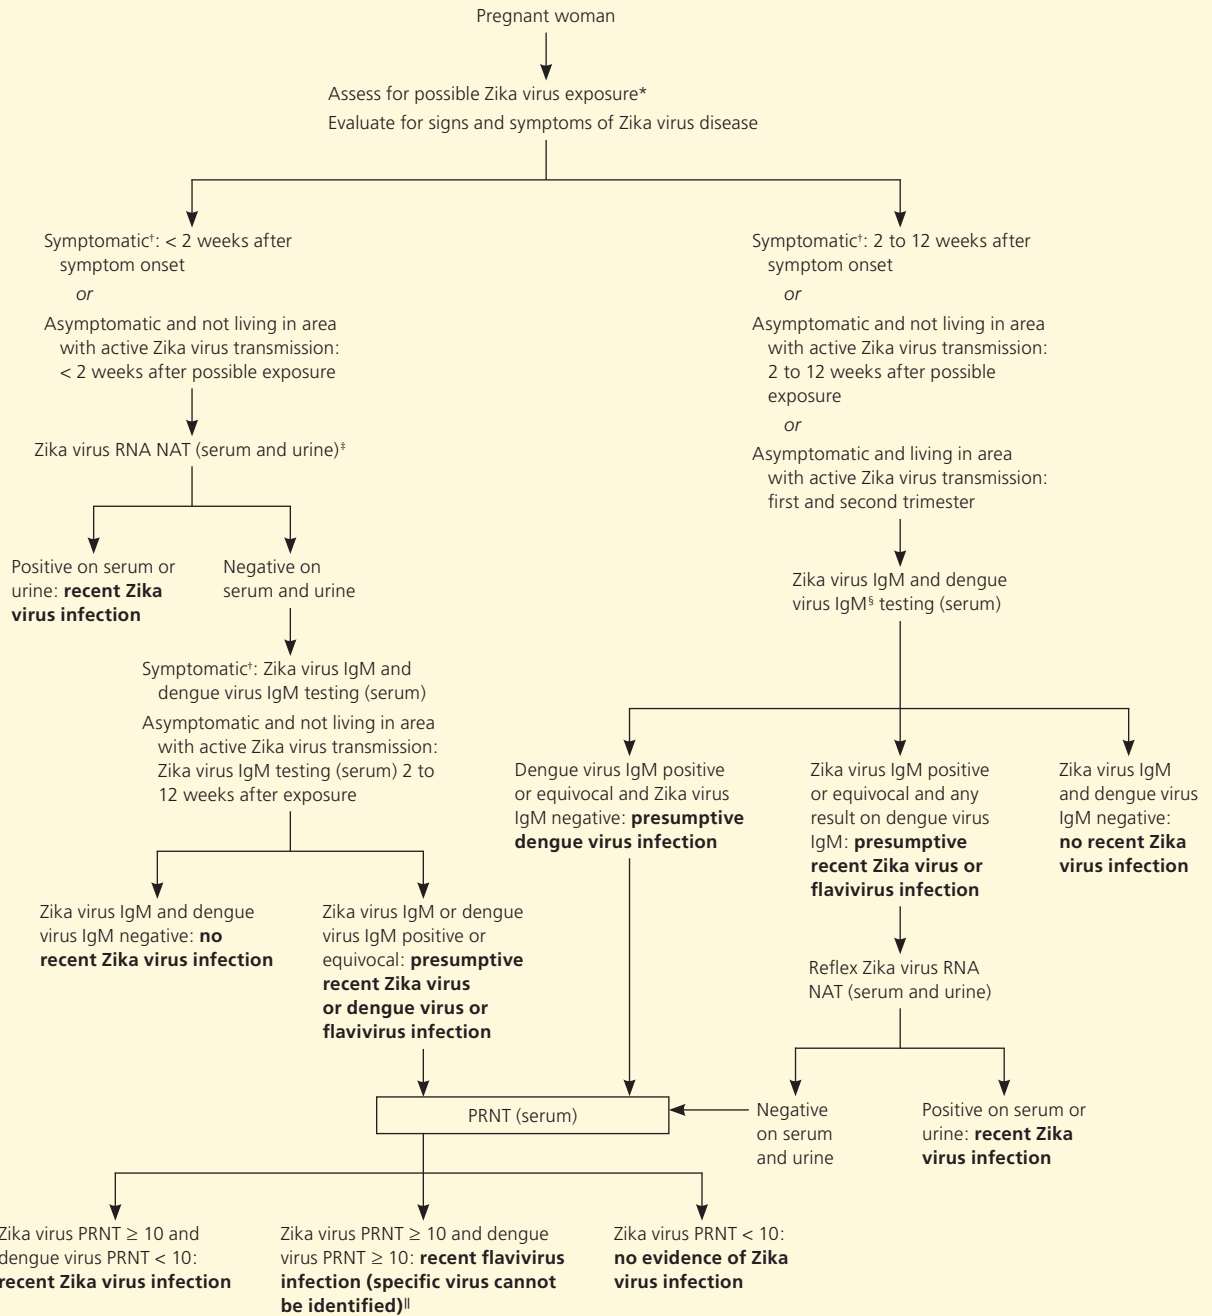 Pregnant woman
Assess for possible Zika virus exposure*
Evaluate for signs and symptoms of Zika virus disease
Symptomatic†: < 2 weeks after
symptom onset
or
Asymptomatic and not living in area
with active Zika virus transmission:
< 2 weeks after possible exposure
Zika virus RNA NAT (serum and urine)‡
Positive on serum or
urine: recent Zika
virus infection
Negative on
serum and urine
Symptomatic†: Zika virus IgM and
dengue virus IgM testing (serum)
Asymptomatic and not living in area
with active Zika virus transmission:
Zika virus IgM testing (serum) 2 to
12 weeks after exposure
Zika virus IgM and dengue
virus IgM negative: no
recent Zika virus infection
Zika virus IgM or dengue
virus IgM positive or
equivocal: presumptive
recent Zika virus
or dengue virus or
flavivirus infection
Symptomatic†: 2 to 12 weeks after
symptom onset
or
Asymptomatic and not living in area
with active Zika virus transmission:
2 to 12 weeks after possible
exposure
or
Asymptomatic and living in area
with active Zika virus transmission:
first and second trimester
Zika virus IgM and dengue
virus IgM§ testing (serum)
Dengue virus IgM positive
or equivocal and Zika virus
IgM negative: presumptive
dengue virus infection
Zika virus IgM positive
or equivocal and any
result on dengue virus
IgM: presumptive
recent Zika virus or
flavivirus infection
Zika virus IgM
and dengue virus
IgM negative:
no recent Zika
virus infection
Reflex Zika virus RNA
NAT (serum and urine)
Negative
on serum
and urine
Positive on serum or
urine: recent Zika
virus infection
PRNT (serum)
Zika virus PRNT ≥ 10 and
dengue virus PRNT < 10:
recent Zika virus infection
Zika virus PRNT ≥ 10 and dengue
virus PRNT ≥ 10: recent flavivirus
infection (specific virus cannot
be identified)||
Zika virus PRNT < 10:
no evidence of Zika
virus infection